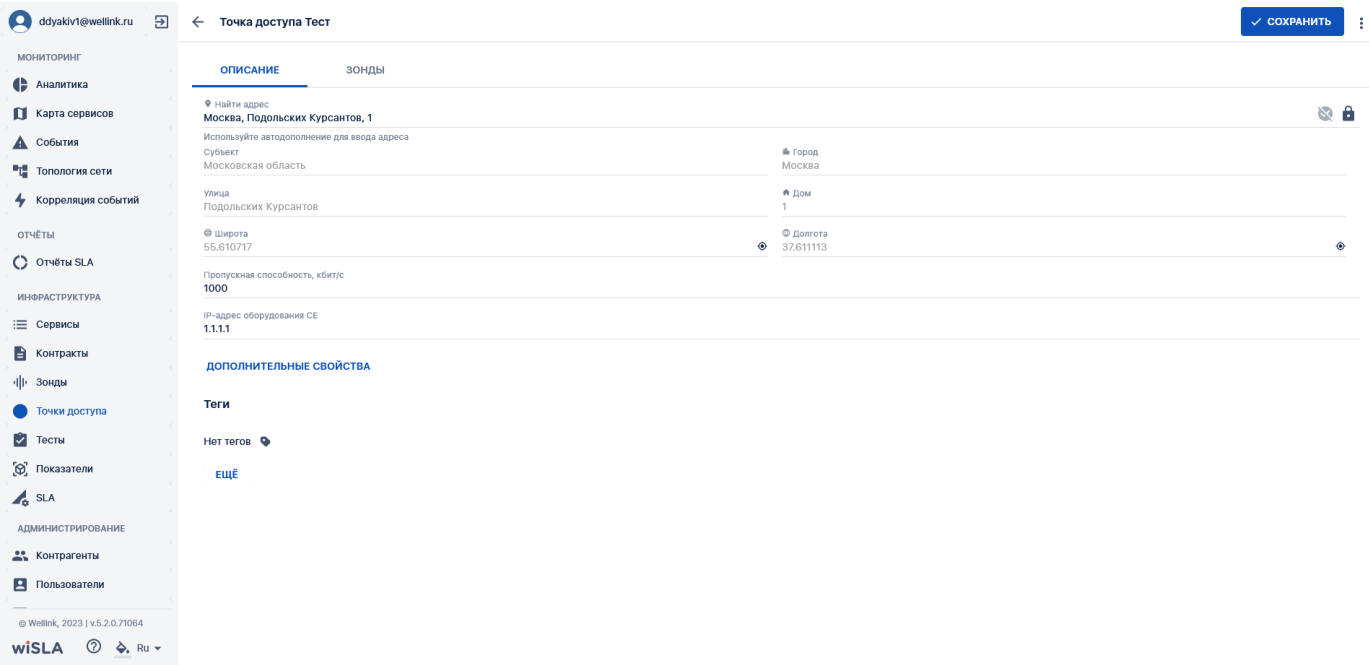 ddyakiv1@wellink.ru
МОНИТОРИНГ
Аналитика
Карта сервисов
События
Топология сети
Корреляция событий
ОТЧЁТЫ
Отчёты SLA
ИНФРАСТРУКТУРА
Сервисы
Контракты
Зонды
Точки доступа
Тесты
Показатели
SLA
АДМИНИСТРИРОВАНИЕ
Контрагенты
Пользователи
© Wellink, 2023 | v.5.2.0.71064
wiSLA Ru
Точка доступа Тест
СОХРАНИТЬ
ОПИСАНИЕ ЗОНДЫ
Найти адрес
Москва, Подольских Курсантов, 1
Используйте автодополнение для ввода адреса
Субъект Город
Московская область Москва
Улица Дом
Подольских Курсантов 1
Широта Долгота
55.610717 37.611113
Пропускная способность, кбит/с
1000
IP-адрес оборудования CE
1.1.1.1
ДОПОЛНИТЕЛЬНЫЕ СВОЙСТВА
Теги
Нет тегов
ЕЩЁ